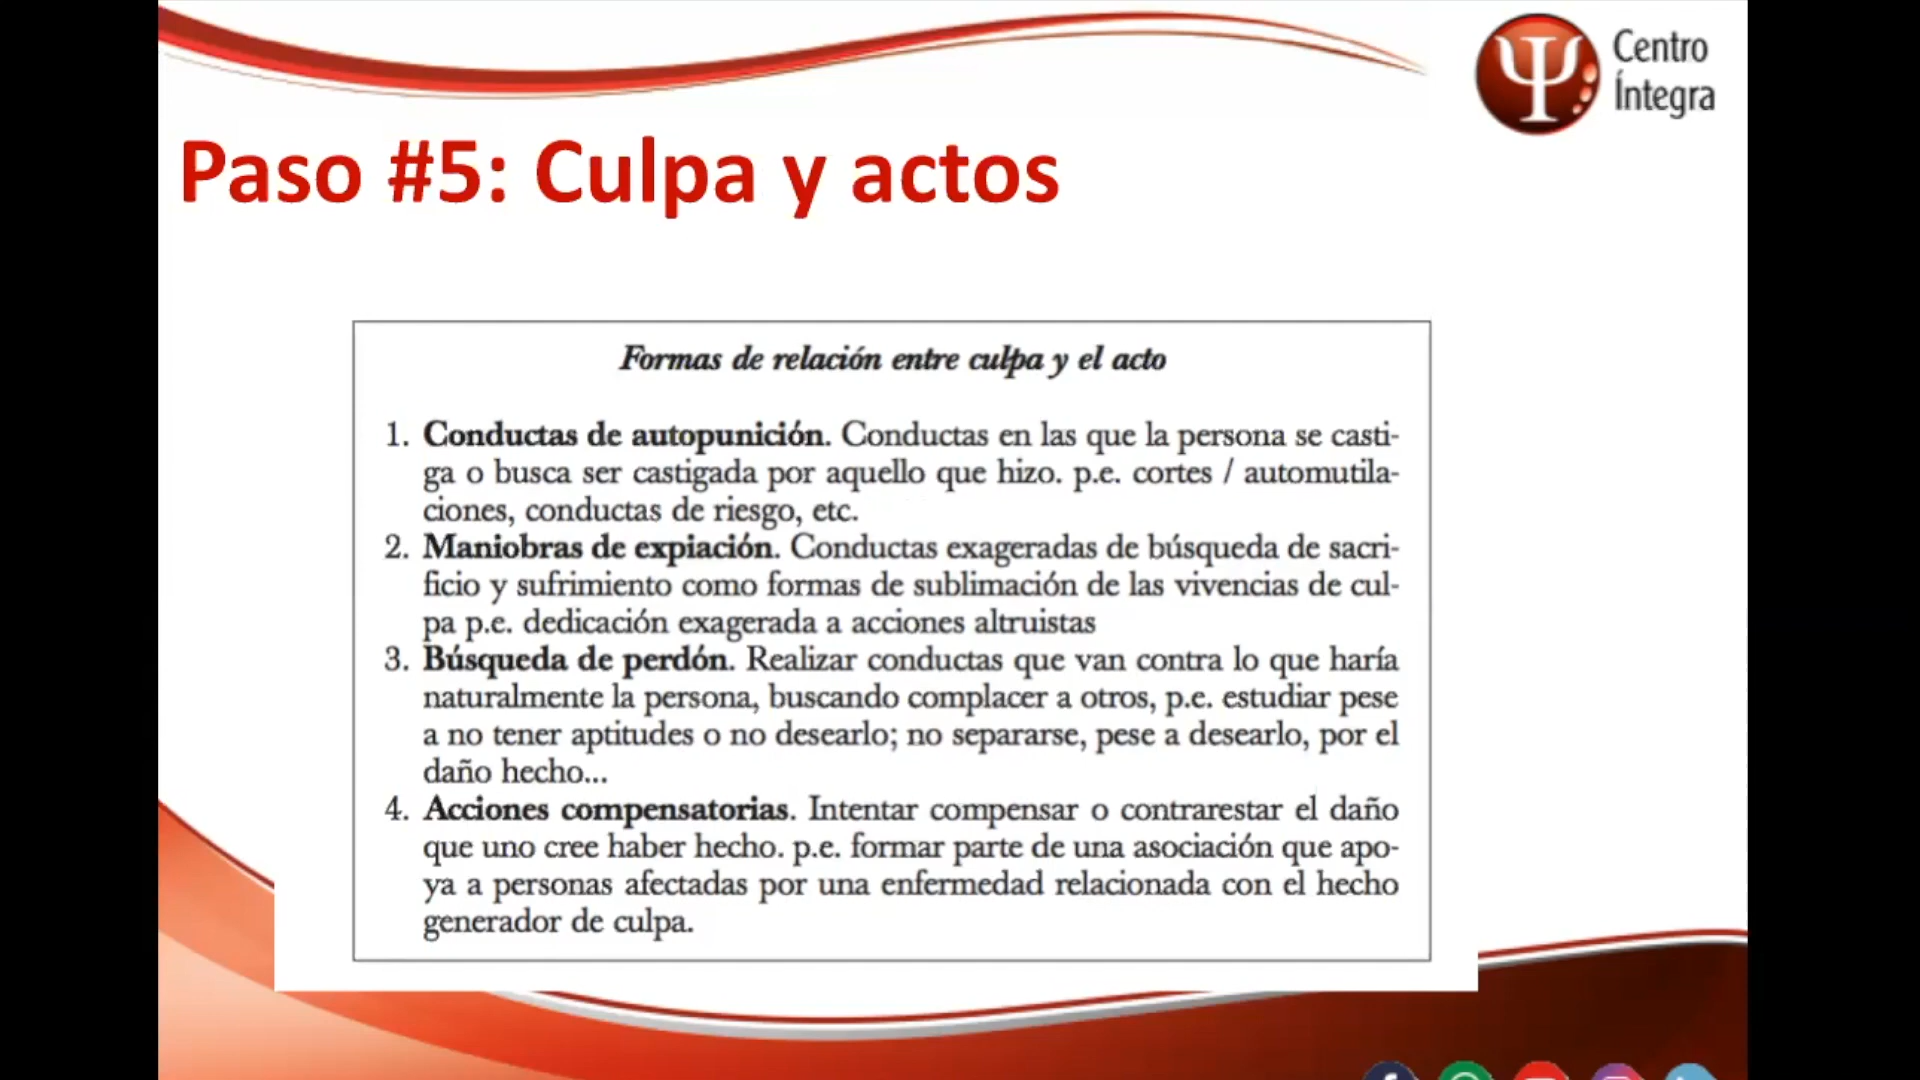 Centro
Íntegra
Paso #5: Culpa y actos
Formas de relación entre culpa y el acto
1. Conductas de autopunición. Conductas en las que la persona se casti-
ga o busca ser castigada por aquello que hizo. p.e. cortes / automutila-
ciones, conductas de riesgo, etc.
2. Maniobras de expiación. Conductas exageradas de búsqueda de sacri-
ficio y sufrimiento como formas de sublimación de las vivencias de cul-
pa p.e. dedicación exagerada a acciones altruistas
3. Búsqueda de perdón. Realizar conductas que van contra lo que haría
naturalmente la persona, buscando complacer a otros, p.e. estudiar pese
a no tener aptitudes o no desearlo; no separarse, pese a desearlo, por el
daño hecho...
4. Acciones compensatorias. Intentar compensar o contrarestar el daño
que uno cree haber hecho. p.e. formar parte de una asociación que apo-
ya a personas afectadas por una enfermedad relacionada con el hecho
generador de culpa.